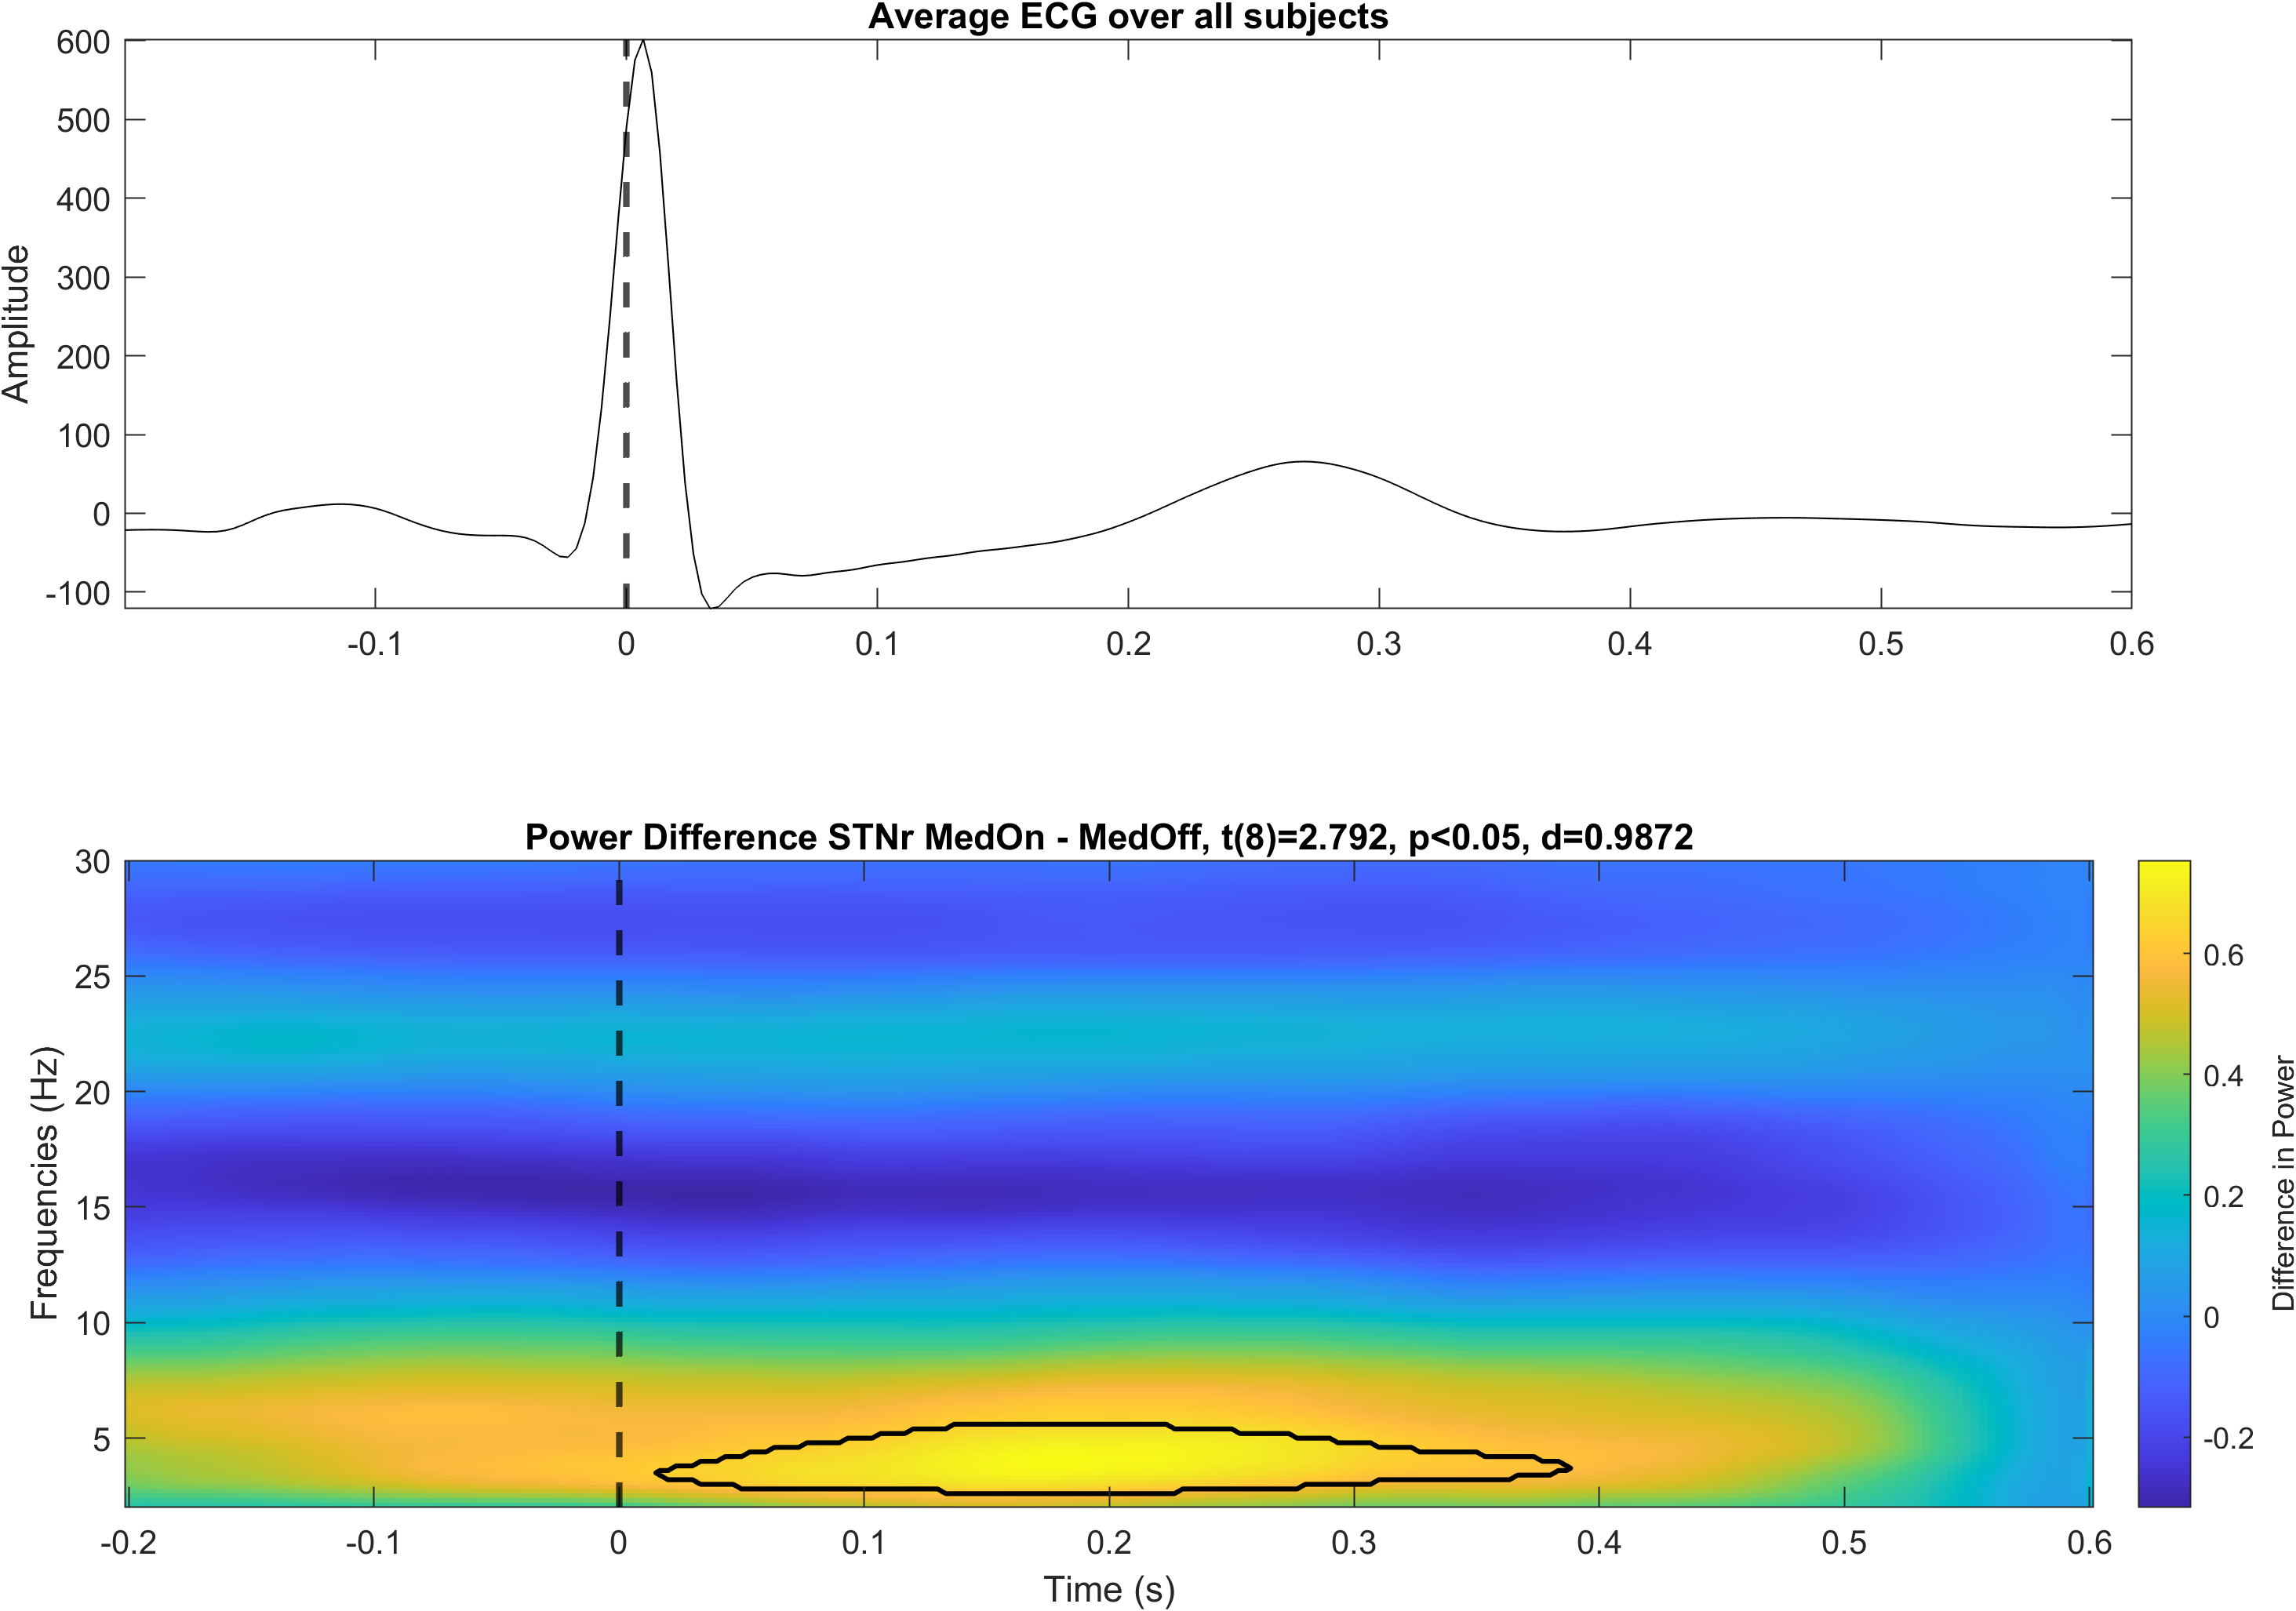 Average ECG over all subjects
600
500
400
300
200
100
0
-100
Amplitude
-0.1 0 0.1 0.2 0.3 0.4 0.5 0.6
Power Difference STNr MedOn - MedOff, t(8)=2.792, p<0.05, d=0.9872
30
25
20
15
10
5
Frequencies (Hz)
-0.2 -0.1 0 0.1 0.2 0.3 0.4 0.5 0.6
Time (s)
0.6
0.4
0.2
0
-0.2
Difference in Power